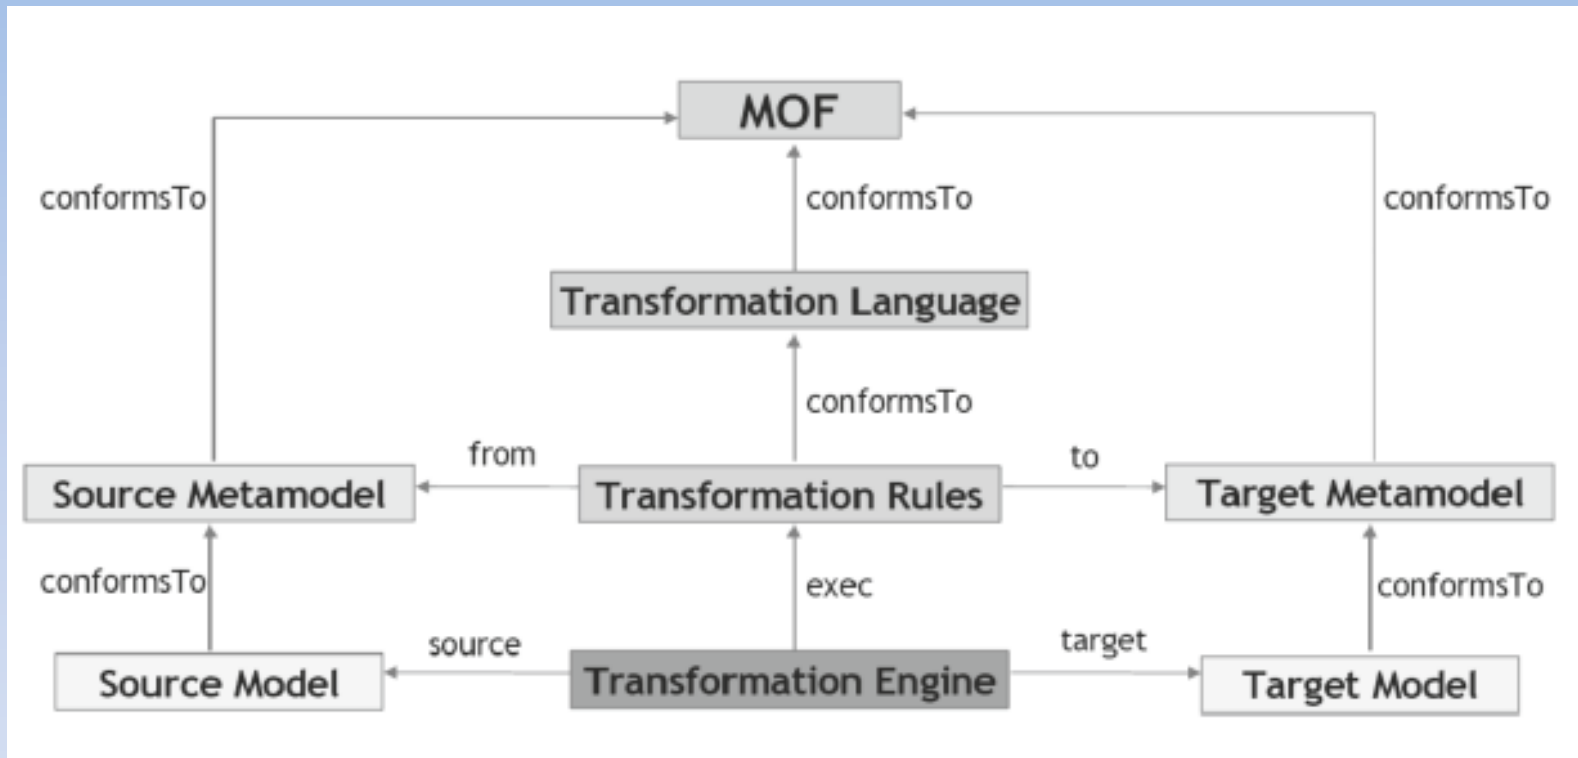 MOF
conformsTo
conformsTo
conformsTo
Transformation Language
conformsTo
from
to
Source Metamodel
Transformation Rules
Target Metamodel
conformsTo
exec
conformsTo
source
target
Source Model
Transformation Engine
Target Model